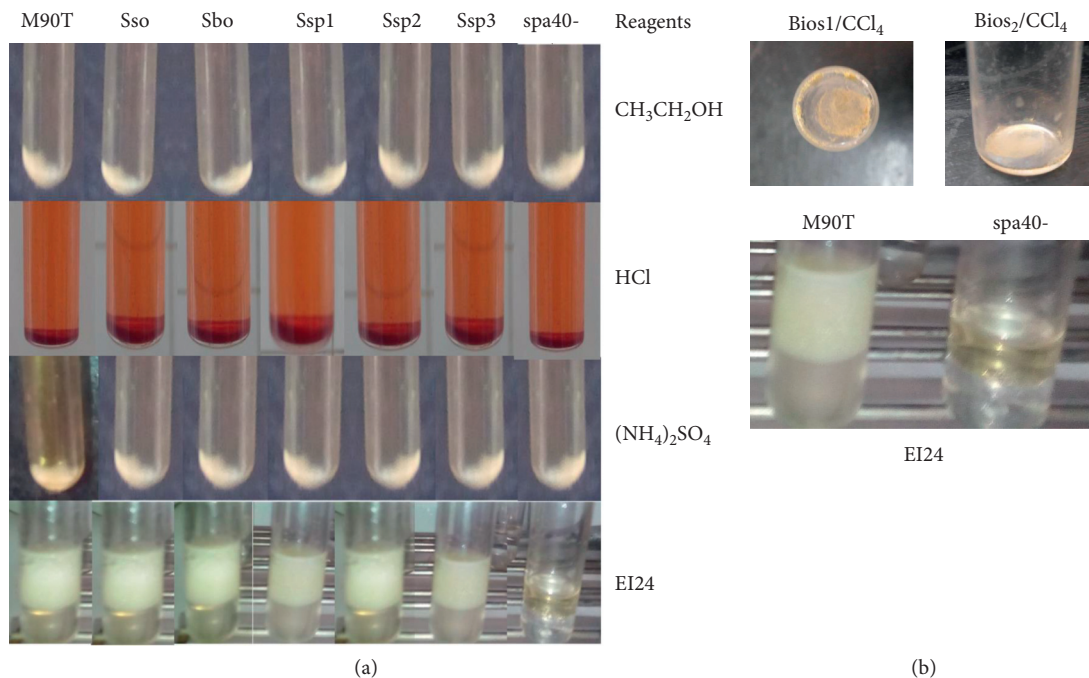 M90T Sso Sbo Ssp1 Ssp2 Ssp3 spa40- Reagents
CH₃CH₂OH
HCl
(NH₄)₂SO₄
EI24
(a)
Bios1/CCl₄ Bios₂/CCl₄
M90T spa40-
EI24
(b)